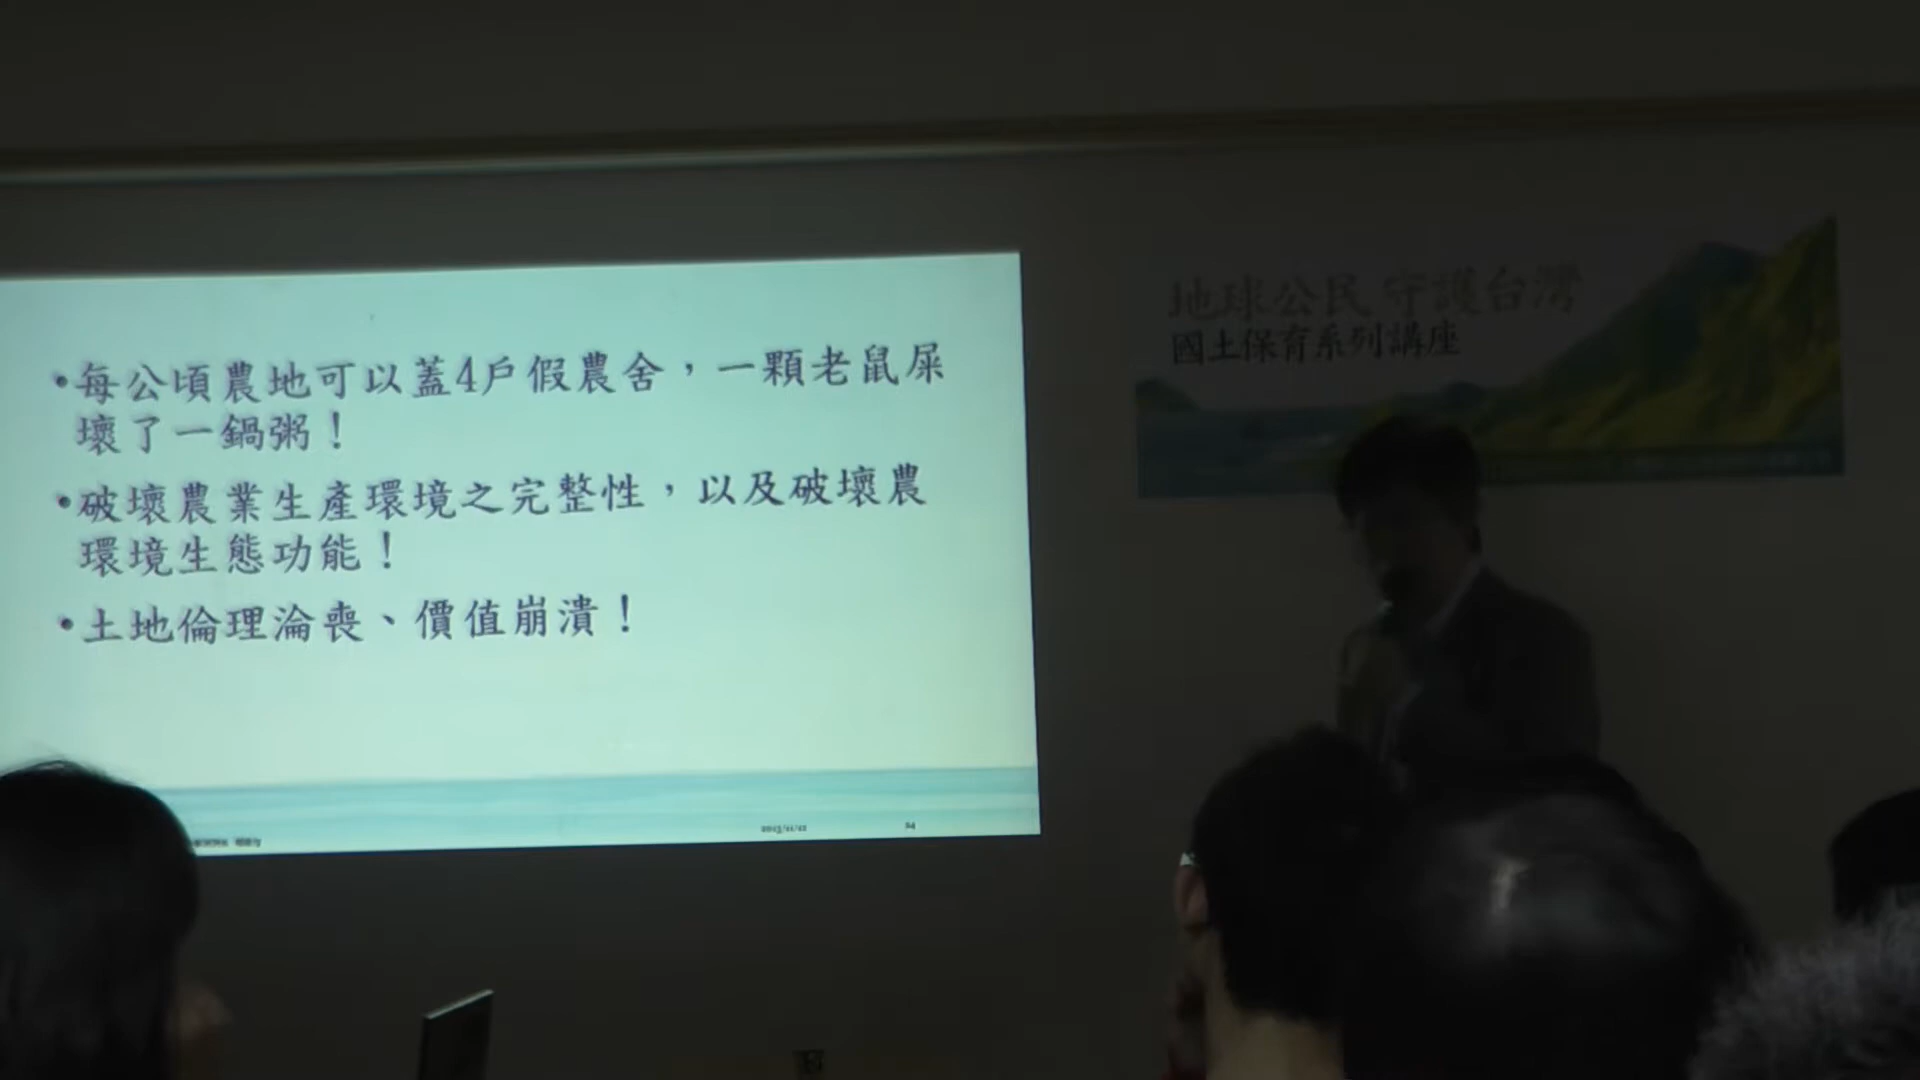 •每公頃農地可以蓋4戶假農舍，一顆老鼠屎
壞了一鍋粥！
•破壞農業生產環境之完整性，以及破壞農
環境生態功能！
•土地倫理淪喪、價值崩潰！
地球公民 守護台灣
國土保育系列講座